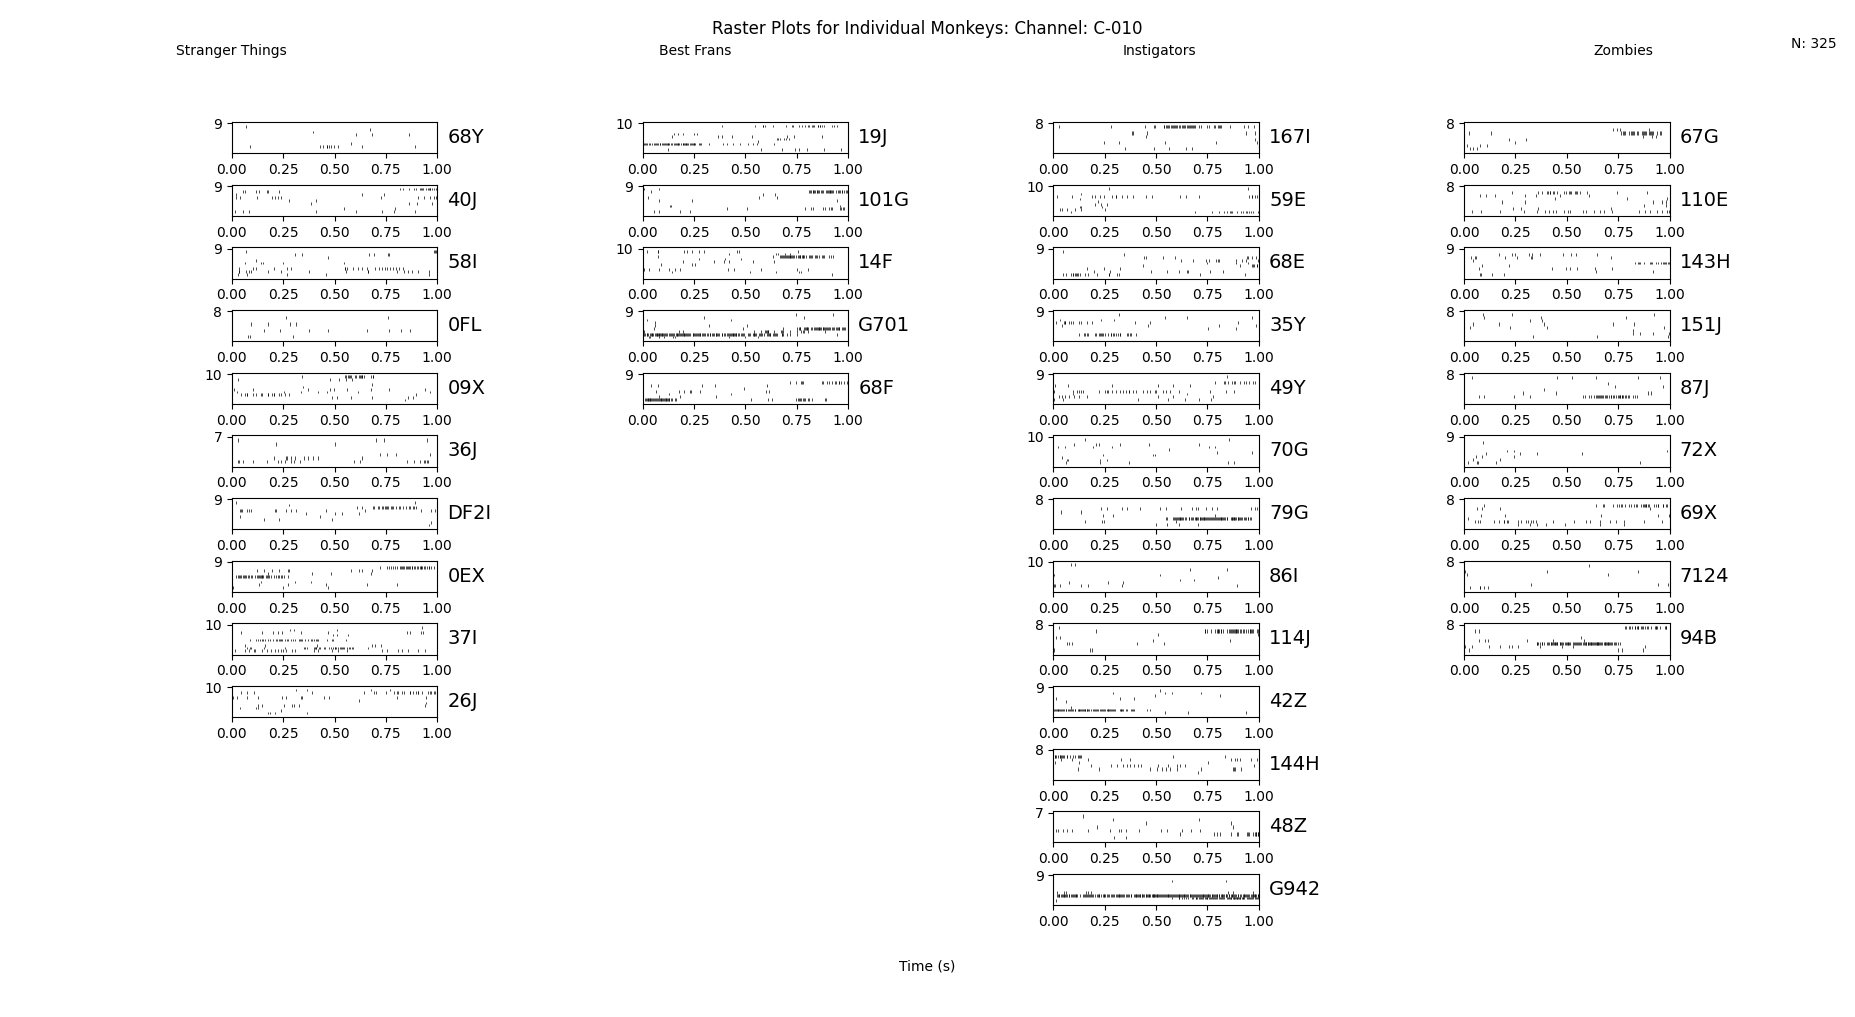 Raster Plots for Individual Monkeys: Channel: C-010
Stranger Things Best Frans Instigators Zombies N: 325
9 68Y 10 19J 8 167I 8 67G
0.00 0.25 0.50 0.75 1.00 0.00 0.25 0.50 0.75 1.00 0.00 0.25 0.50 0.75 1.00 0.00 0.25 0.50 0.75 1.00
9 40J 9 101G 10 59E 8 110E
0.00 0.25 0.50 0.75 1.00 0.00 0.25 0.50 0.75 1.00 0.00 0.25 0.50 0.75 1.00 0.00 0.25 0.50 0.75 1.00
9 58I 10 14F 9 68E 9 143H
0.00 0.25 0.50 0.75 1.00 0.00 0.25 0.50 0.75 1.00 0.00 0.25 0.50 0.75 1.00 0.00 0.25 0.50 0.75 1.00
8 0FL 9 G701 9 35Y 8 151J
0.00 0.25 0.50 0.75 1.00 0.00 0.25 0.50 0.75 1.00 0.00 0.25 0.50 0.75 1.00 0.00 0.25 0.50 0.75 1.00
10 09X 9 68F 9 49Y 8 87J
0.00 0.25 0.50 0.75 1.00 0.00 0.25 0.50 0.75 1.00 0.00 0.25 0.50 0.75 1.00 0.00 0.25 0.50 0.75 1.00
7 36J 10 70G 9 72X
0.00 0.25 0.50 0.75 1.00 0.00 0.25 0.50 0.75 1.00 0.00 0.25 0.50 0.75 1.00
9 DF2I 8 79G 8 69X
0.00 0.25 0.50 0.75 1.00 0.00 0.25 0.50 0.75 1.00 0.00 0.25 0.50 0.75 1.00
9 0EX 10 86I 8 7124
0.00 0.25 0.50 0.75 1.00 0.00 0.25 0.50 0.75 1.00 0.00 0.25 0.50 0.75 1.00
10 37I 8 114J 8 94B
0.00 0.25 0.50 0.75 1.00 0.00 0.25 0.50 0.75 1.00 0.00 0.25 0.50 0.75 1.00
10 26J 9 42Z
0.00 0.25 0.50 0.75 1.00 0.00 0.25 0.50 0.75 1.00
8 144H
0.00 0.25 0.50 0.75 1.00
7 48Z
0.00 0.25 0.50 0.75 1.00
9 G942
0.00 0.25 0.50 0.75 1.00
Time (s)